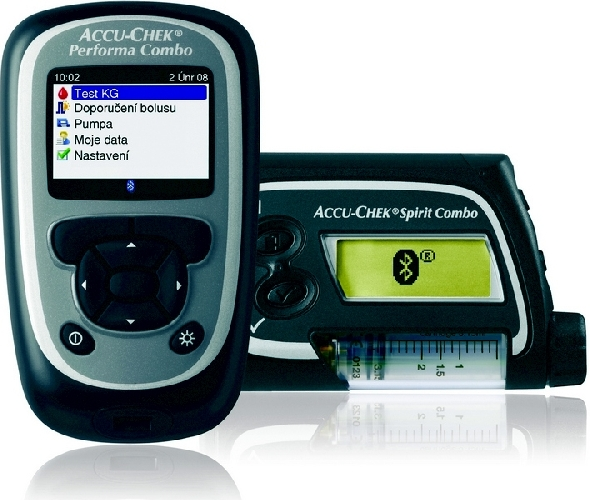 ACCU-CHEK®
Performa Combo
10:02 2 Únr 08
Test KG
Doporučení bolusu
Pumpa
Moje data
Nastavení
ACCU-CHEK® Spirit Combo
®
2 1.5 1